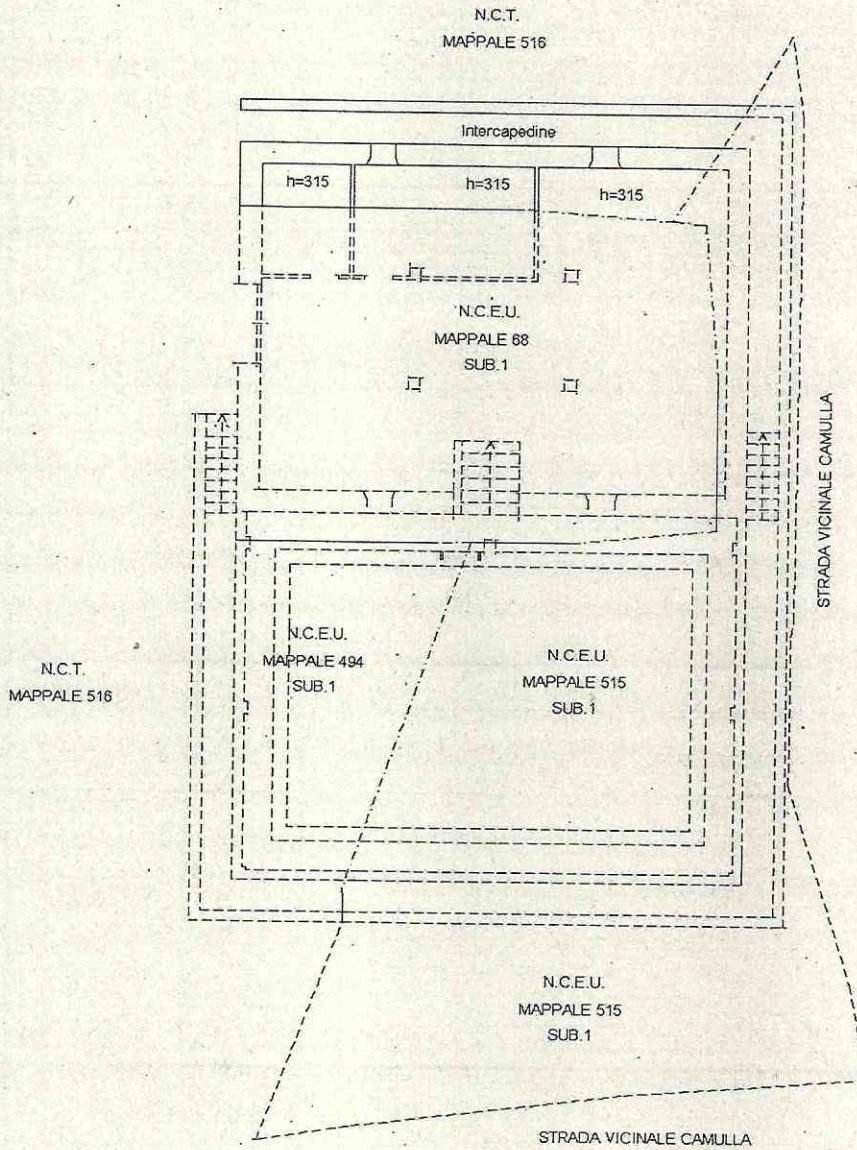 N.C.T.
MAPPALE 516
Intercapedine
h=315
h=315
h=315
N.C.E.U.
MAPPALE 68
SUB.1
STRADA VICINALE CAMULLA
N.C.E.U.
MAPPALE 494
SUB.1
N.C.E.U.
MAPPALE 515
SUB.1
N.C.T.
MAPPALE 516
N.C.E.U.
MAPPALE 515
SUB.1
STRADA VICINALE CAMULLA